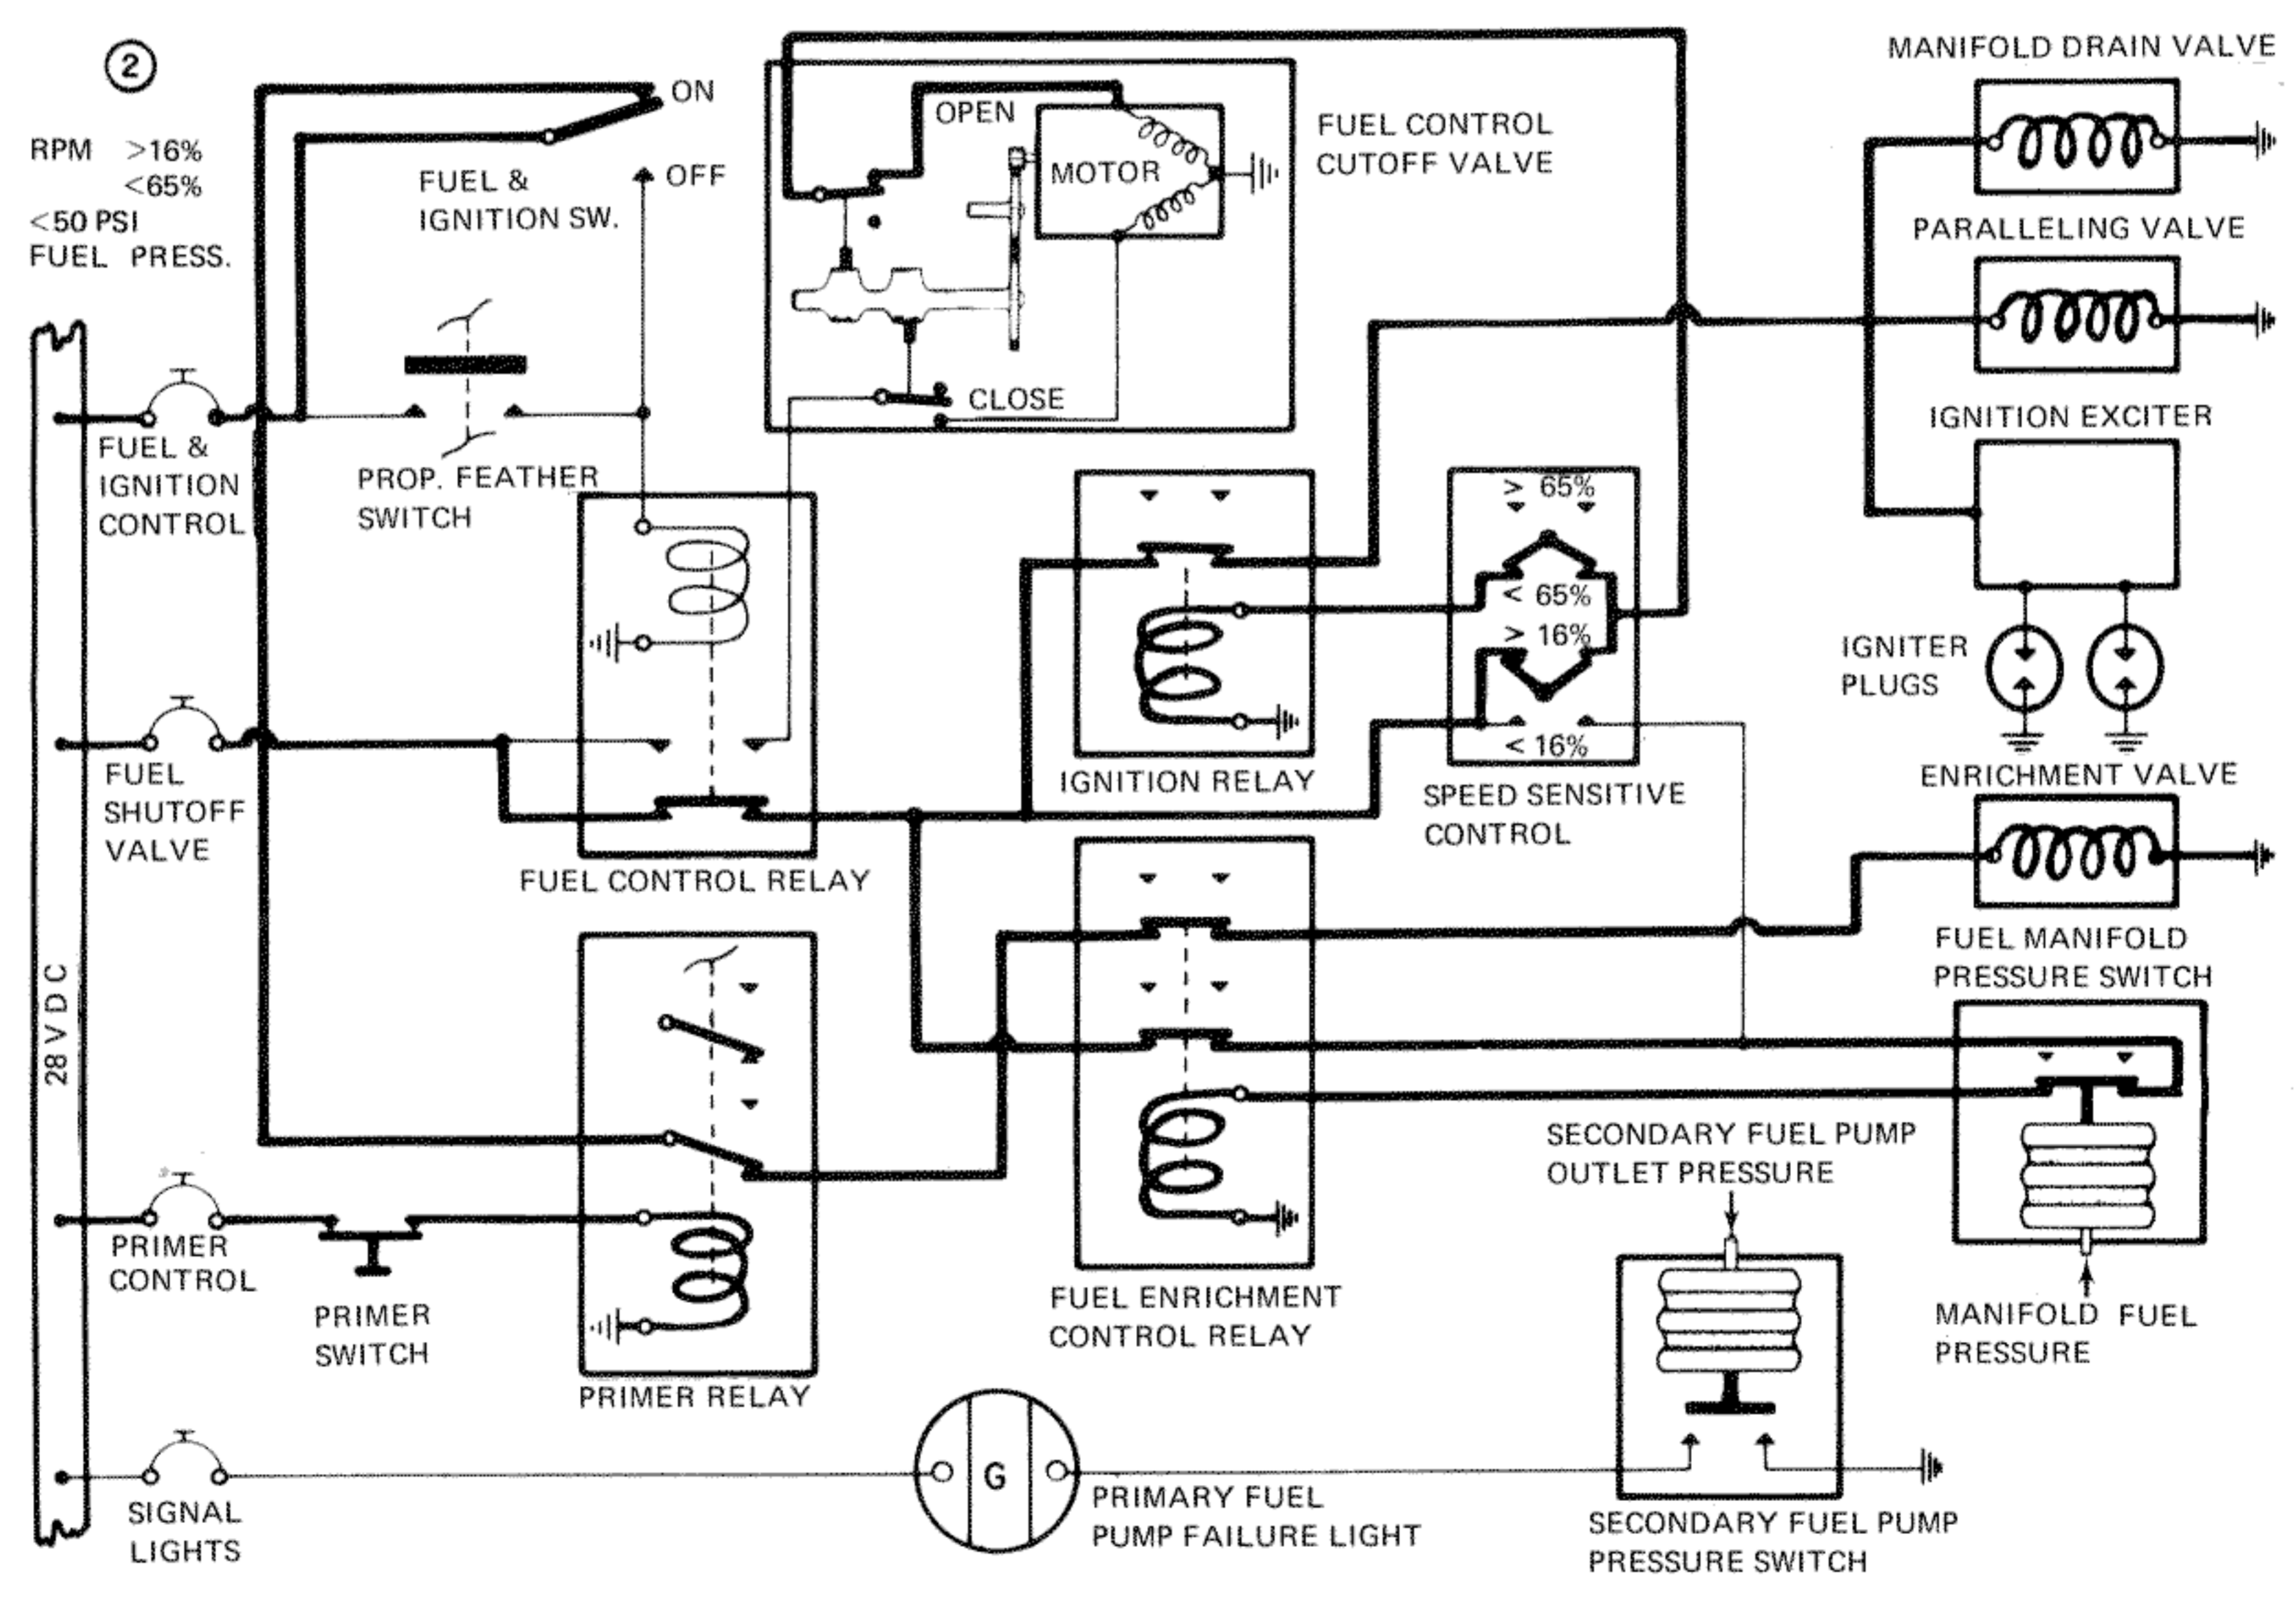 2
RPM >16%
<65%
<50 PSI
FUEL PRESS.
ON
FUEL &
IGNITION SW.
OFF
OPEN
MOTOR
CLOSE
FUEL CONTROL
CUTOFF VALVE
MANIFOLD DRAIN VALVE
PARALLELING VALVE
IGNITION EXCITER
IGNITER
PLUGS
FUEL &
IGNITION
CONTROL
PROP. FEATHER
SWITCH
> 65%
< 65%
> 16%
< 16%
IGNITION RELAY
SPEED SENSITIVE
CONTROL
ENRICHMENT VALVE
FUEL
SHUTOFF
VALVE
FUEL CONTROL RELAY
FUEL MANIFOLD
PRESSURE SWITCH
28 VDC
SECONDARY FUEL PUMP
OUTLET PRESSURE
PRIMER
CONTROL
PRIMER
SWITCH
PRIMER RELAY
FUEL ENRICHMENT
CONTROL RELAY
MANIFOLD FUEL
PRESSURE
SIGNAL
LIGHTS
G
PRIMARY FUEL
PUMP FAILURE LIGHT
SECONDARY FUEL PUMP
PRESSURE SWITCH